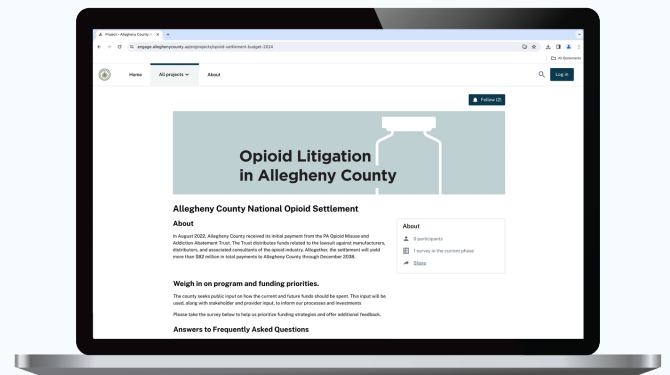 Project - Allegheny County
engage.alleghenycounty.us/en/projects/opioid-settlement-budget-2024
All Bookmarks
Home
All projects
About
Log in
Follow
Opioid Litigation
in Allegheny County
Allegheny County National Opioid Settlement
About
In August 2022, Allegheny County received its initial payment from the PA Opioid Misuse and
Addiction Abatement Trust. The Trust distributes funds related to the lawsuit against manufacturers,
distributors, and associated consultants of the opioid industry. Altogether, the settlement will yield
more than $82 million in total payments to Allegheny County through December 2038.
About
0 participants
1 survey in the current phase
Share
Weigh in on program and funding priorities.
The county seeks public input on how the current and future funds should be spent. This input will be
used, along with stakeholder and provider input, to inform our processes and investments
Please take the survey below to help us prioritize funding strategies and offer additional feedback.
Answers to Frequently Asked Questions